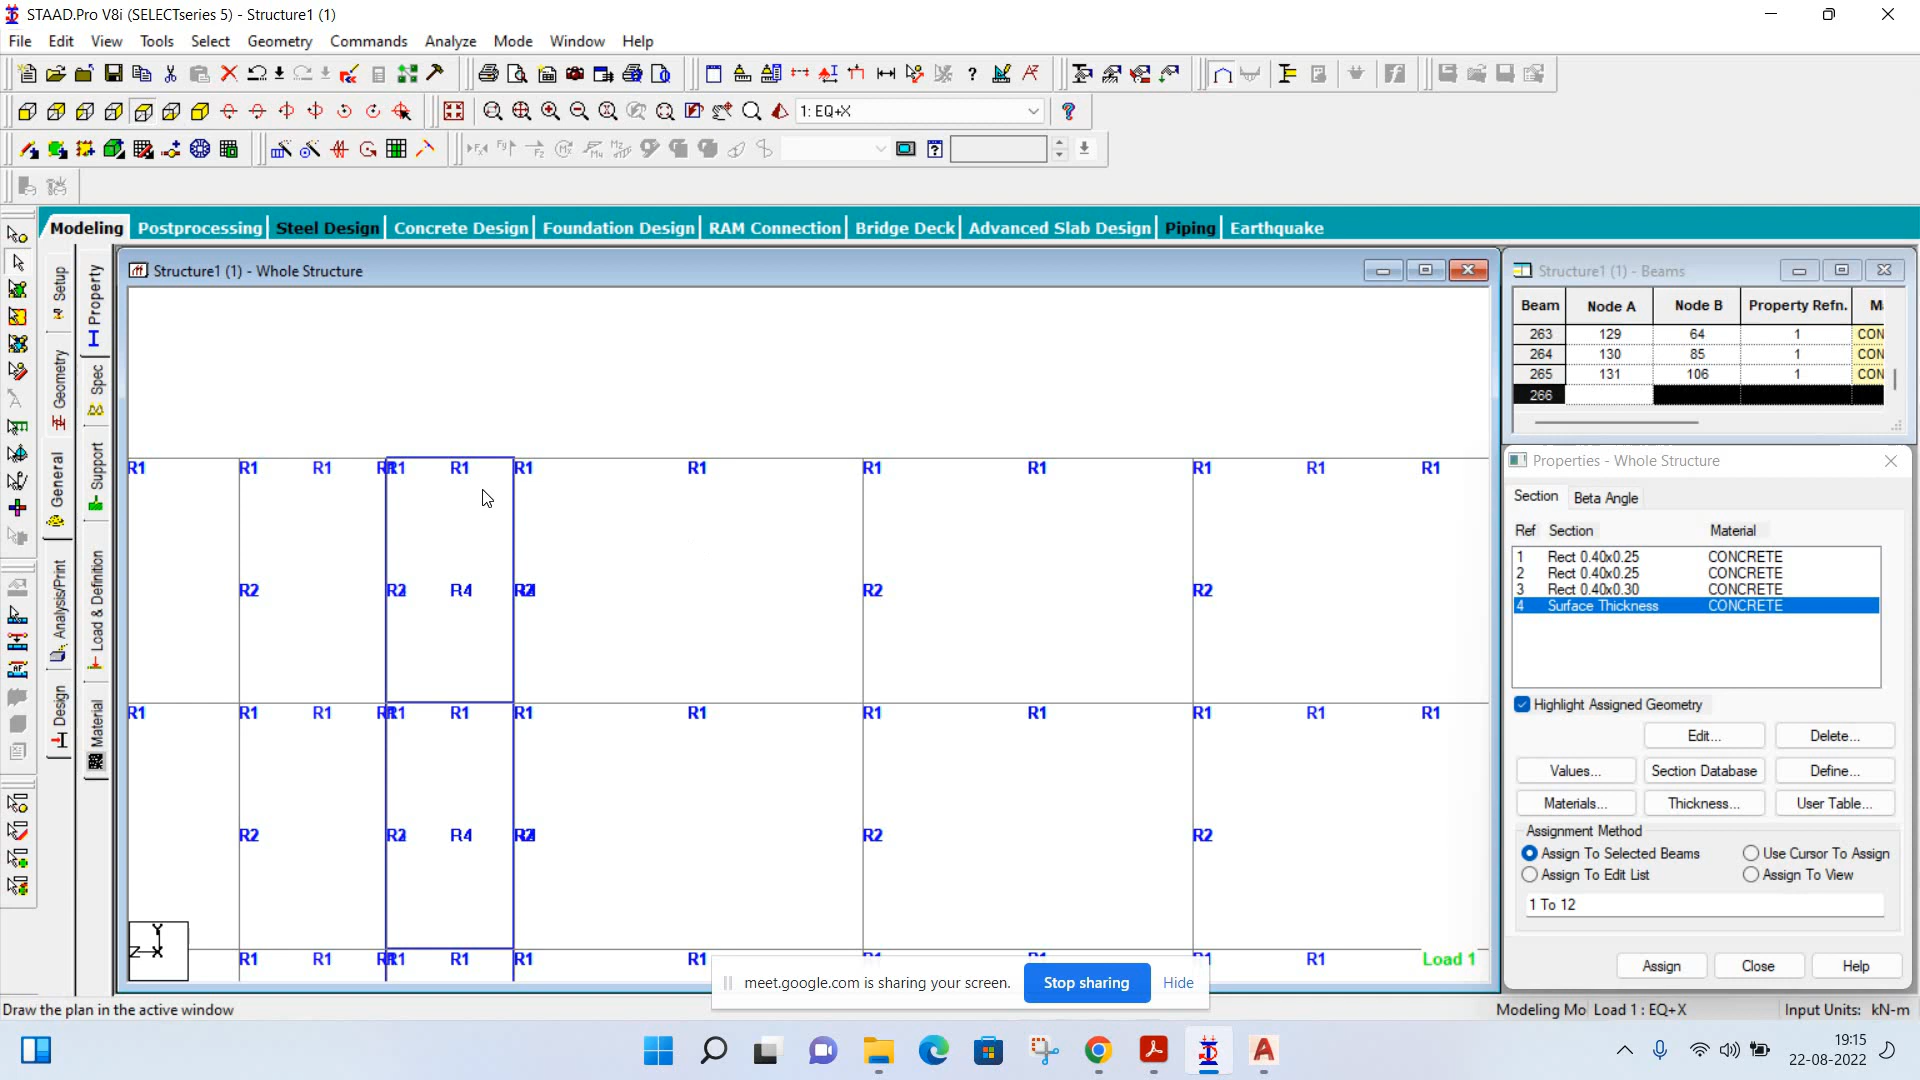 STAAD.Pro V8i (SELECTseries 5) - Structure1 (1)
File Edit View Tools Select Geometry Commands Analyze Mode Window Help
1: EQ+X
Modeling Postprocessing Steel Design Concrete Design Foundation Design RAM Connection Bridge Deck Advanced Slab Design Piping Earthquake
Setup
Geometry
General
Analysis/Print
Design
Property
Spec
Support
Load & Definition
Material
Structure1 (1) - Whole Structure
R1 R1 R1 R1 R1 R1 R1 R1 R1 R1 R1 R1
R2 R2 R4 R2 R2 R2
R1 R1 R1 R1 R1 R1 R1 R1 R1 R1 R1 R1
R2 R2 R4 R2 R2 R2
R1 R1 R1 R1 R1 R1 R1 R1 R1 R1
Load 1
Y
Z X
Structure1 (1) - Beams
Beam Node A Node B Property Refn.
263 129 64 1 CON
264 130 85 1 CON
265 131 106 1 CON
266
Properties - Whole Structure
Section Beta Angle
Ref Section Material
1 Rect 0.40x0.25 CONCRETE
2 Rect 0.40x0.25 CONCRETE
3 Rect 0.40x0.30 CONCRETE
4 Surface Thickness CONCRETE
Highlight Assigned Geometry
Edit... Delete...
Values... Section Database Define...
Materials... Thickness... User Table...
Assignment Method
Assign To Selected Beams Use Cursor To Assign
Assign To Edit List Assign To View
1 To 12
Assign Close Help
meet.google.com is sharing your screen. Stop sharing Hide
Draw the plan in the active window
Modeling Mo Load 1 : EQ+X Input Units: kN-m
19:15
22-08-2022